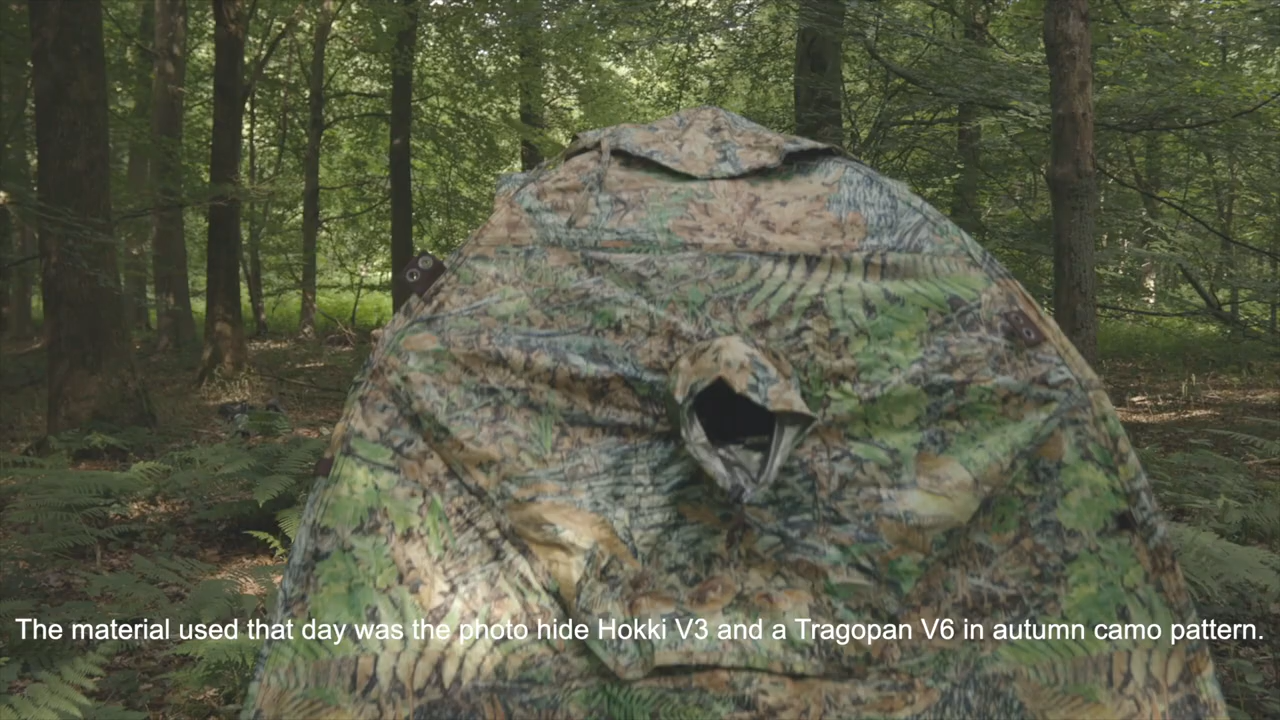 The material used that day was the photo hide Hokki V3 and a Tragopan V6 in autumn camo pattern.